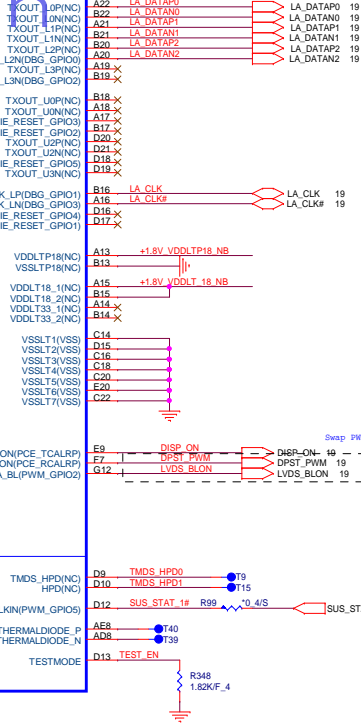 TXOUT_L0P(NC) A22 LA_DATAP0 LA_DATAP0 19
TXOUT_L0N(NC) B22 LA_DATAN0 LA_DATAN0 19
TXOUT_L1P(NC) A21 LA_DATAP1 LA_DATAP1 19
TXOUT_L1N(NC) B21 LA_DATAN1 LA_DATAN1 19
TXOUT_L2P(NC) B20 LA_DATAP2 LA_DATAP2 19
L2N(DBG_GPIO0) A20 LA_DATAN2 LA_DATAN2 19
TXOUT_L3P(NC) A19
L3N(DBG_GPIO2) B19
TXOUT_U0P(NC) B18
TXOUT_U0N(NC) A18
IE_RESET_GPIO3) A17
IE_RESET_GPIO2) B17
TXOUT_U2P(NC) D20
TXOUT_U2N(NC) D21
IE_RESET_GPIO5) D18
TXOUT_U3N(NC) D19
K_LP(DBG_GPIO1) B16 LA_CLK LA_CLK 19
K_LN(DBG_GPIO3) A16 LA_CLK# LA_CLK# 19
IE_RESET_GPIO4) D16
IE_RESET_GPIO1) D17
VDDLTP18(NC) A13 +1.8V_VDDLTP18_NB
VSSLTP18(NC) B13
VDDLT18_1(NC) A15 +1.8V_VDDLT_18_NB
VDDLT18_2(NC) B15
VDDLT33_1(NC) A14
VDDLT33_2(NC) B14
VSSLT1(VSS) C14
VSSLT2(VSS) D15
VSSLT3(VSS) C16
VSSLT4(VSS) C18
VSSLT5(VSS) C20
VSSLT6(VSS) E20
VSSLT7(VSS) C22
Swap PW
ON(PCE_TCALRP) E9 DISP_ON DISP_ON 19
ON(PCE_RCALRP) F7 DPST_PWM DPST_PWM 19
A_BL(PWM_GPIO2) G12 LVDS_BLON LVDS_BLON 19
TMDS_HPD(NC) D9 TMDS_HPD0 T9
HPD(NC) D10 TMDS_HPD1 T15
LKIN(PWM_GPIO5) D12 SUS_STAT_1# R99 *0_4/S SUS_ST
THERMALDIODE_P AE8 T40
THERMALDIODE_N AD8 T39
TESTMODE D13 TEST_EN
R348
1.82K/F_4